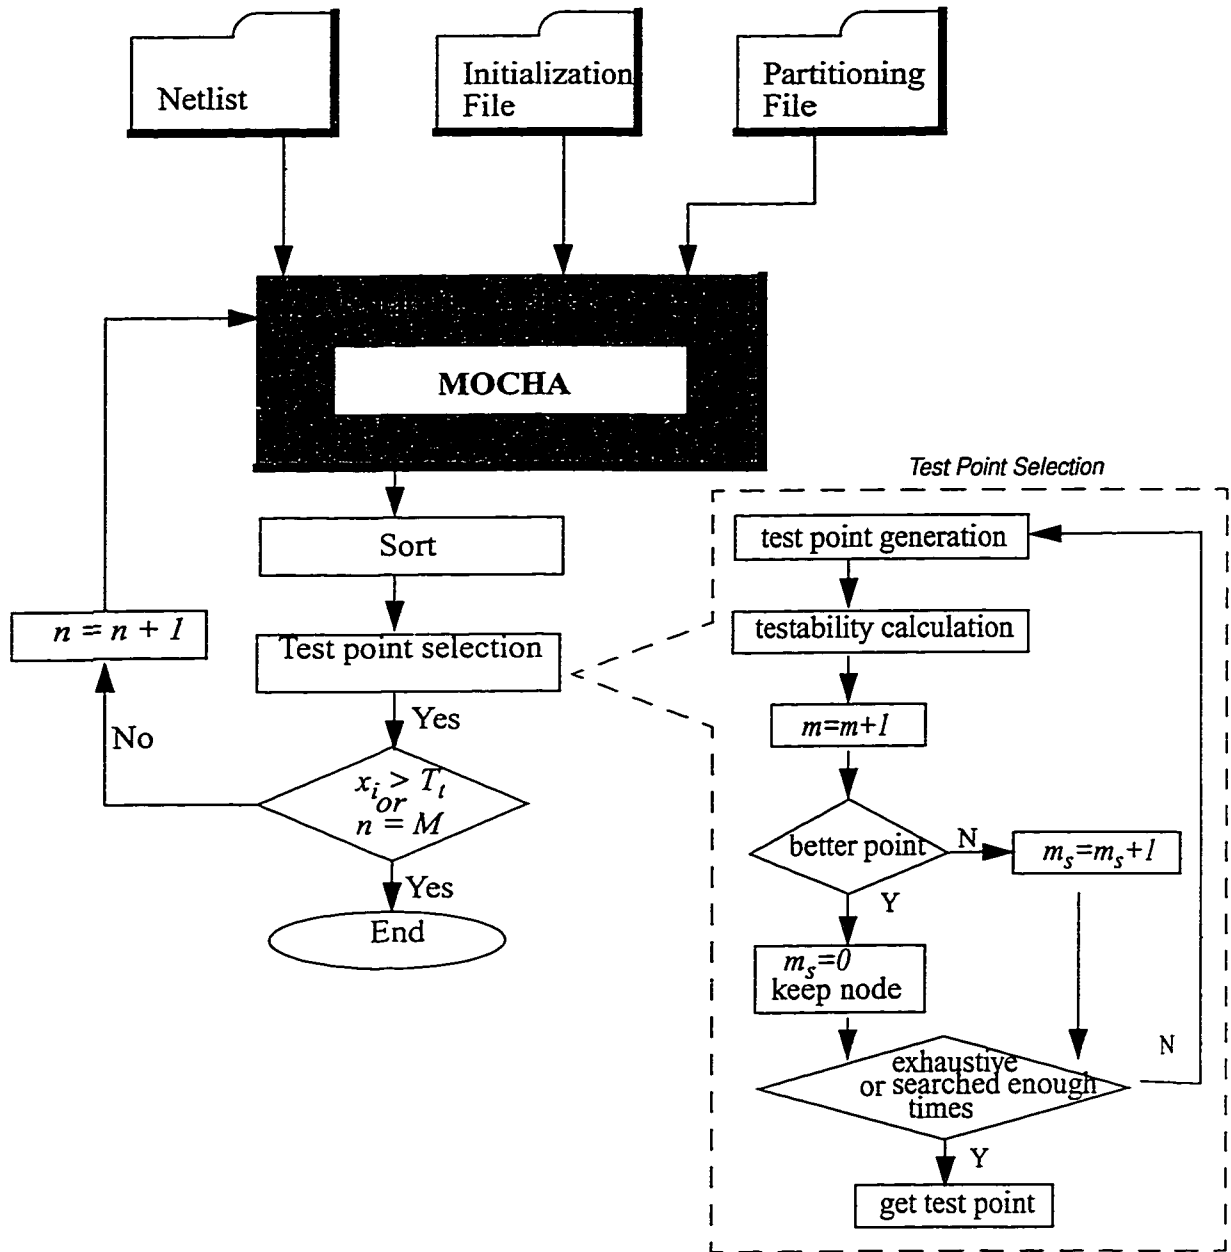 Netlist
Initialization
File
Partitioning
File
MOCHA
Test Point Selection
Sort
test point generation
n = n + 1
Test point selection
testability calculation
Yes
m=m+1
No
x_i > T_t
or
n = M
better point
N
m_s=m_s+1
Yes
Y
End
m_s=0
keep node
N
exhaustive
or searched enough
times
Y
get test point